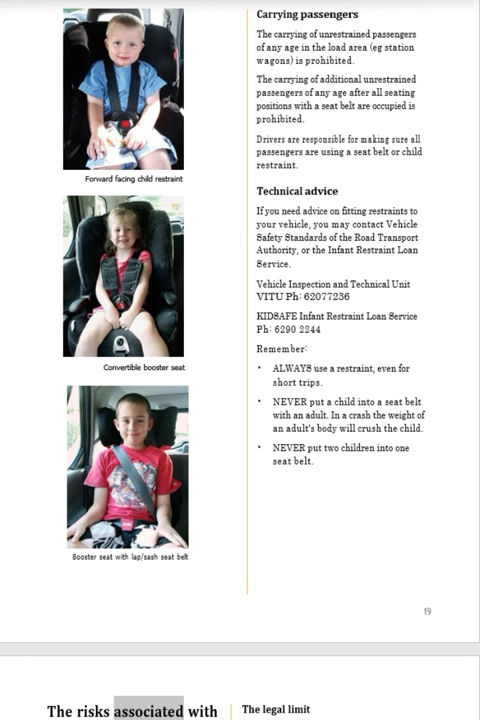 Forward facing child restraint
Convertible booster seat
Booster seat with lap/sash seat belt
Carrying passengers
The carrying of unrestrained passengers
of any age in the load area (eg station
wagons) is prohibited.
The carrying of additional unrestrained
passengers of any age after all seating
positions with a seat belt are occupied is
prohibited.
Drivers are responsible for making sure all
passengers are using a seat belt or child
restraint.
Technical advice
If you need advice on fitting restraints to
your vehicle, you may contact Vehicle
Safety Standards of the Road Transport
Authority, or the Infant Restraint Loan
Service.
Vehicle Inspection and Technical Unit
VITU Ph: 62077236
KIDSAFE Infant Restraint Loan Service
Ph: 6290 2244
Remember:
• ALWAYS use a restraint, even for
short trips.
• NEVER put a child into a seat belt
with an adult. In a crash the weight of
an adult's body will crush the child.
• NEVER put two children into one
seat belt.
19
The risks associated with
The legal limit